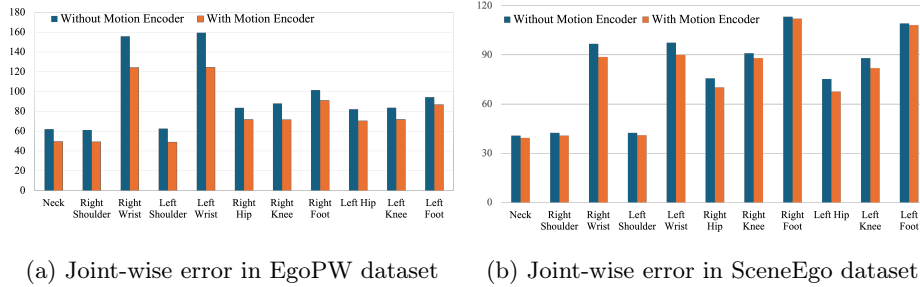 180
160
140
120
100
80
60
40
20
0
Without Motion Encoder With Motion Encoder
Neck Right Shoulder Right Wrist Left Shoulder Left Wrist Right Hip Right Knee Right Foot Left Hip Left Knee Left Foot
(a) Joint-wise error in EgoPW dataset
120
90
60
30
0
Without Motion Encoder With Motion Encoder
Neck Right Shoulder Right Wrist Left Shoulder Left Wrist Right Hip Right Knee Right Foot Left Hip Left Knee Left Foot
(b) Joint-wise error in SceneEgo dataset